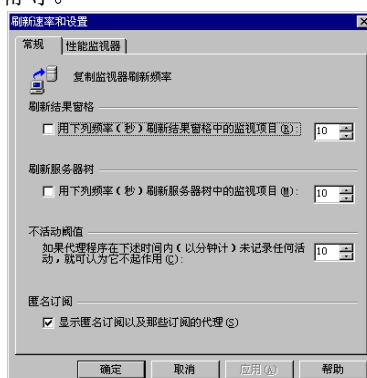 刷新速率和设置
常规
性能监视器
复制监视器刷新频率
刷新结果窗格
用下列频率(秒)刷新结果窗格中的监视项目(R):
10
刷新服务器树
用下列频率(秒)刷新服务器树中的监视项目(M):
10
不活动阈值
如果代理程序在下述时间内(以分钟计)未记录任何活
动,就可认为它不起作用(C):
10
匿名订阅
显示匿名订阅以及那些订阅的代理(S)
确定
取消
应用(A)
帮助